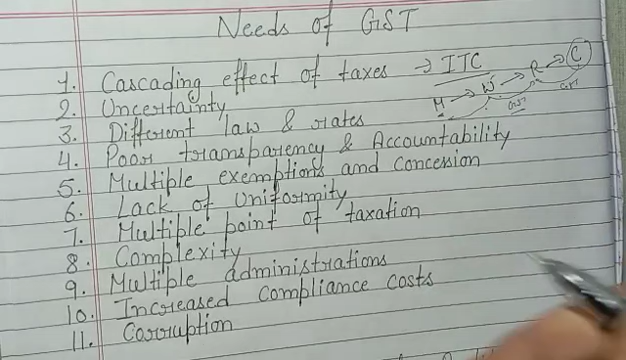 Needs of GST
1. Cascading effect of taxes → ITC
M → W → R → C
GST GST
2. Uncertainty
3. Different law & rates
4. Poor transparency & Accountability
5. Multiple exemptions and Concession
6. Lack of Uniformity
7. Multiple point of taxation
8. Complexity
9. Multiple administrations
10. Increased compliance costs
11. Corruption